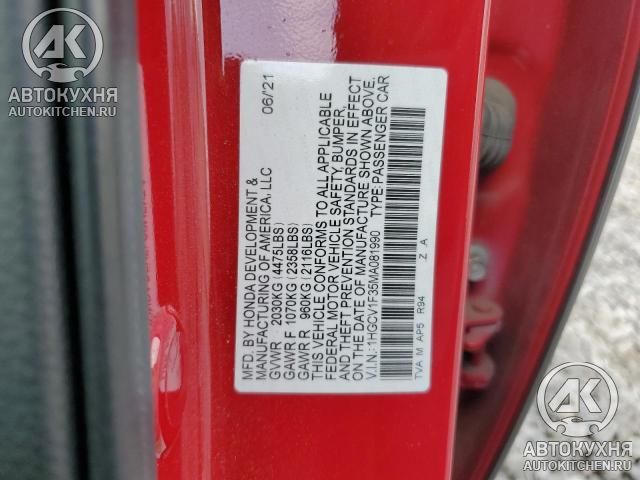 АК
АВТОКУХНЯ
AUTOKITCHEN.RU
MFD. BY HONDA DEVELOPMENT & 06/21
MANUFACTURING OF AMERICA, LLC
GVWR 2030KG (4475LBS)
GAWR F 1070KG (2358LBS)
GAWR R 960KG (2116LBS)
THIS VEHICLE CONFORMS TO ALL APPLICABLE
FEDERAL MOTOR VEHICLE SAFETY, BUMPER,
AND THEFT PREVENTION STANDARDS IN EFFECT
ON THE DATE OF MANUFACTURE SHOWN ABOVE.
V.I.N.:1HGCV1F35MA081990 TYPE:PASSENGER CAR
TVA M AP5 R94 Z A
АК
АВТОКУХНЯ
AUTOKITCHEN.RU